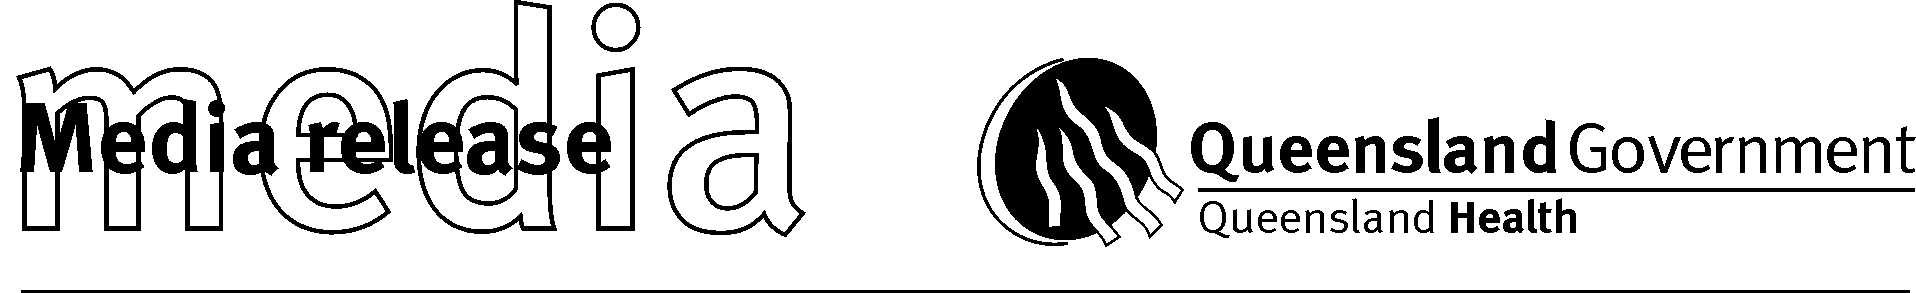 media
Media release
Queensland Government
Queensland Health